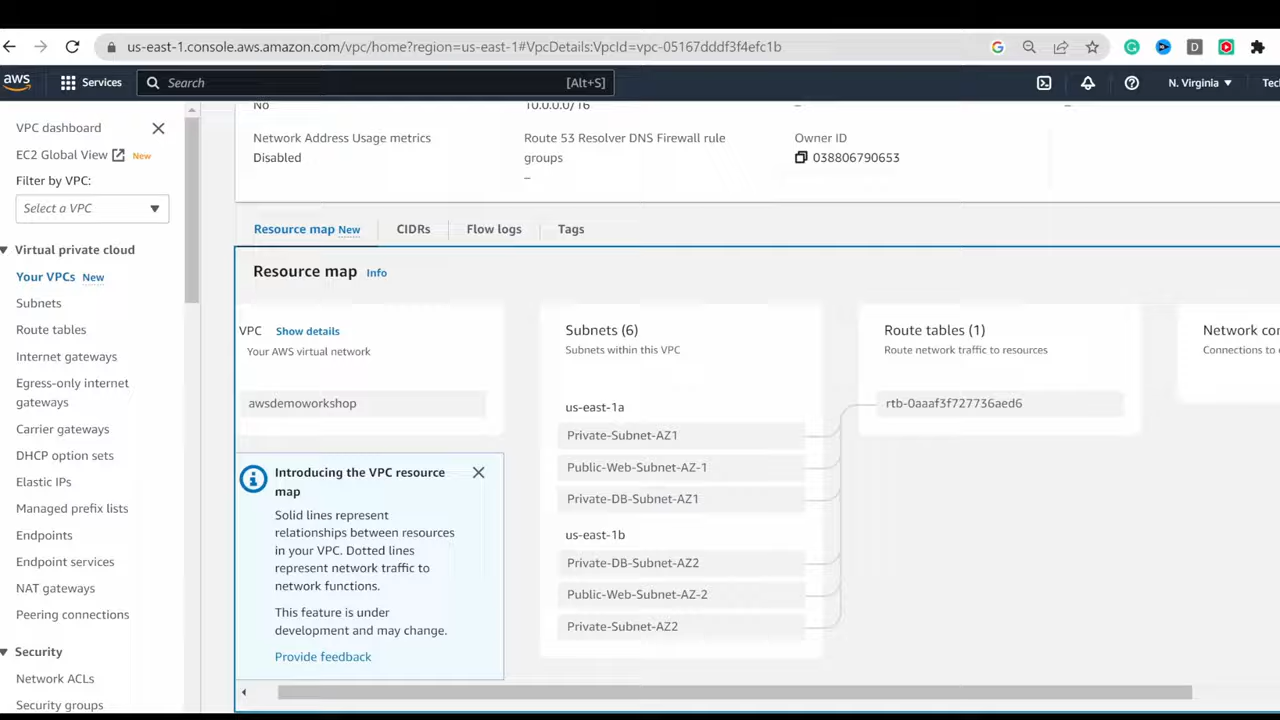 us-east-1.console.aws.amazon.com/vpc/home?region=us-east-1#VpcDetails:VpcId=vpc-05167dddf3f4efc1b
aws
Services
Search
[Alt+S]
N. Virginia
VPC dashboard
EC2 Global View New
Filter by VPC:
Select a VPC
Virtual private cloud
Your VPCs New
Subnets
Route tables
Internet gateways
Egress-only internet
gateways
Carrier gateways
DHCP option sets
Elastic IPs
Managed prefix lists
Endpoints
Endpoint services
NAT gateways
Peering connections
Security
Network ACLs
Security groups
No
10.0.0.0/16
–
–
Network Address Usage metrics
Disabled
Route 53 Resolver DNS Firewall rule
groups
–
Owner ID
038806790653
Resource map New
CIDRs
Flow logs
Tags
Resource map Info
VPC Show details
Your AWS virtual network
awsdemoworkshop
Introducing the VPC resource
map
Solid lines represent
relationships between resources
in your VPC. Dotted lines
represent network traffic to
network functions.
This feature is under
development and may change.
Provide feedback
Subnets (6)
Subnets within this VPC
us-east-1a
Private-Subnet-AZ1
Public-Web-Subnet-AZ-1
Private-DB-Subnet-AZ1
us-east-1b
Private-DB-Subnet-AZ2
Public-Web-Subnet-AZ-2
Private-Subnet-AZ2
Route tables (1)
Route network traffic to resources
rtb-0aaaf3f727736aed6
Network
Connections to